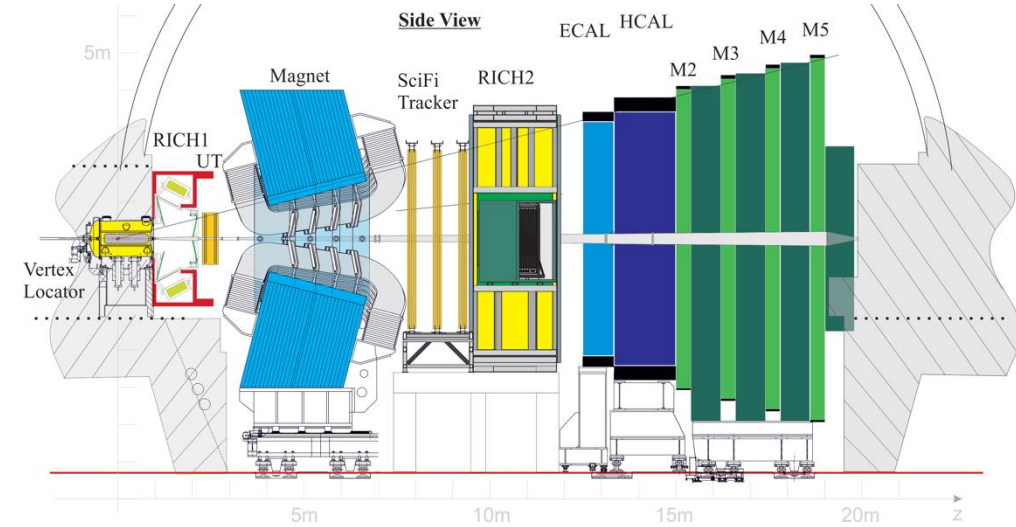 Side View
ECAL
HCAL
M5
M4
M3
M2
5m
Magnet
SciFi
Tracker
RICH2
RICH1
UT
Vertex
Locator
5m
10m
15m
20m
z